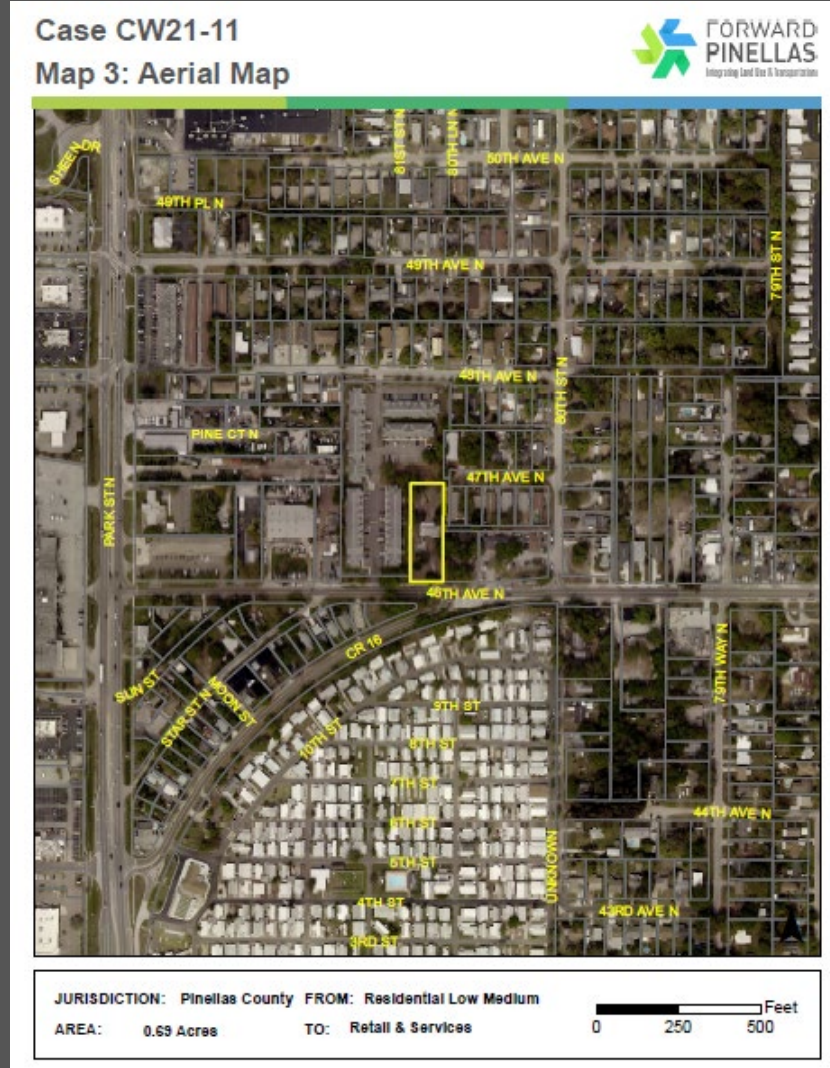 Case CW21-11
Map 3: Aerial Map
FORWARD
PINELLAS
Integrating Land Use & Transportation
SHEEN DR
81ST ST N
80TH LN N
50TH AVE N
49TH PL N
49TH AVE N
79TH ST N
48TH AVE N
80TH ST N
PINE CT N
47TH AVE N
PARK ST N
46TH AVE N
CR 16
SUN ST
STAR ST N
MOON ST
79TH WAY N
10TH ST
9TH ST
8TH ST
7TH ST
6TH ST
44TH AVE N
5TH ST
UNKNOWN
4TH ST
43RD AVE N
3RD ST
JURISDICTION: Pinellas County FROM: Residential Low Medium
AREA: 0.69 Acres TO: Retail & Services
Feet
0 250 500